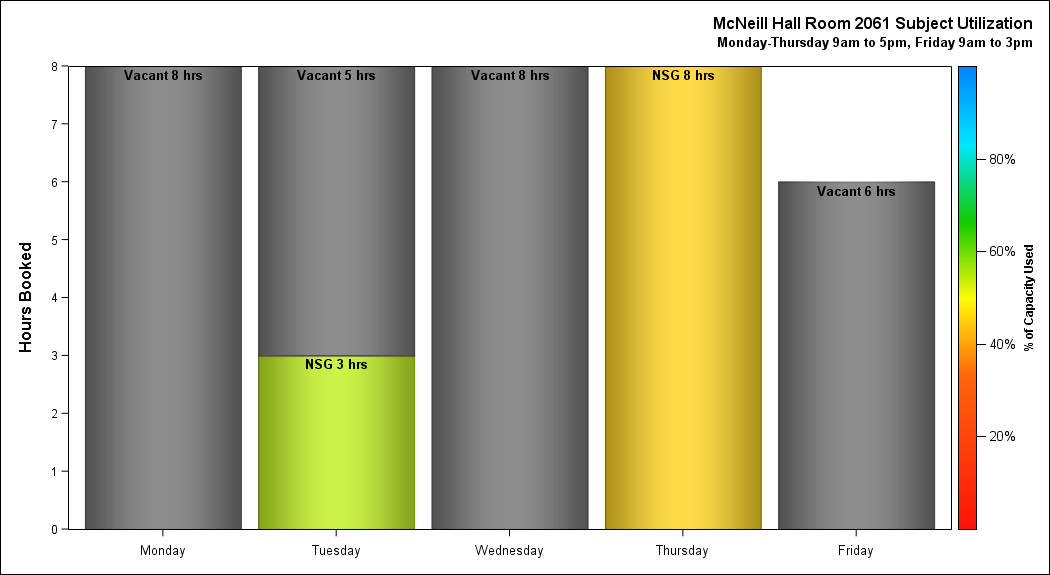 McNeill Hall Room 2061 Subject Utilization
Monday-Thursday 9am to 5pm, Friday 9am to 3pm
Hours Booked
8
7
6
5
4
3
2
1
0
Vacant 8 hrs
Vacant 5 hrs
NSG 3 hrs
Vacant 8 hrs
NSG 8 hrs
Vacant 6 hrs
Monday
Tuesday
Wednesday
Thursday
Friday
80%
60%
40%
20%
% of Capacity Used